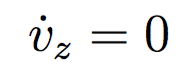 v̇_z = 0